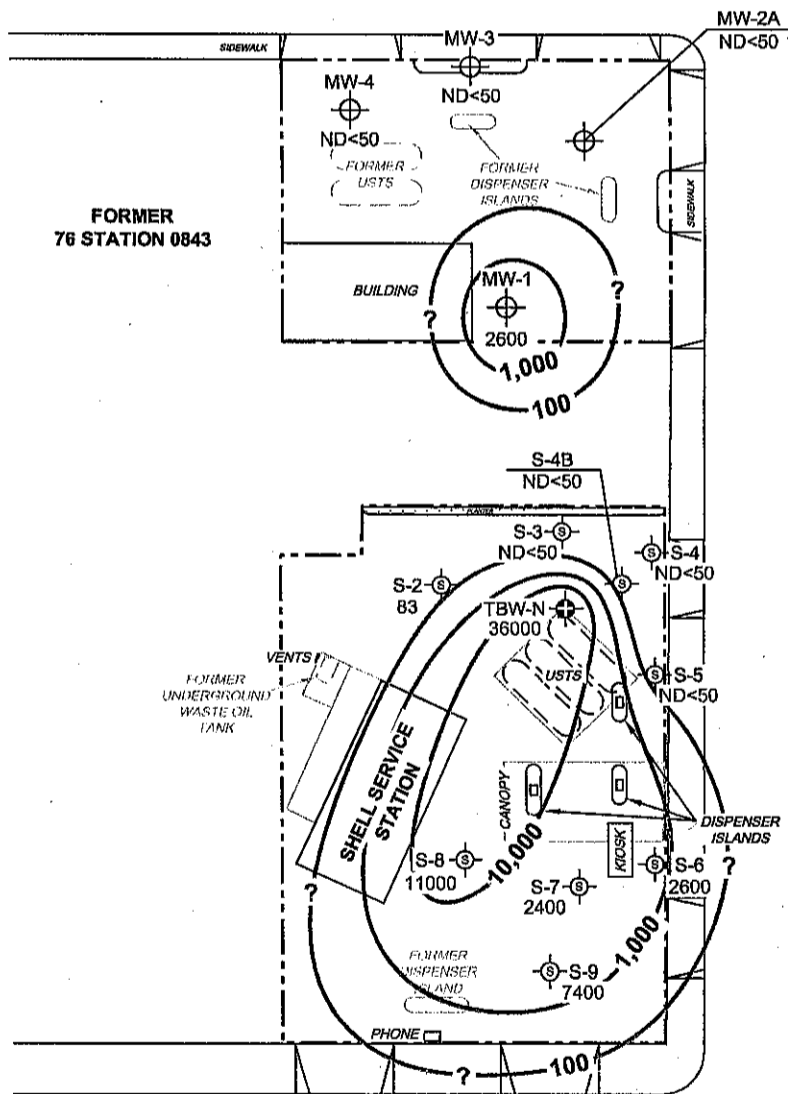 MW-2A
ND<50
SIDEWALK
MW-3
ND<50
MW-4
ND<50
FORMER
USTS
FORMER
DISPENSER
ISLANDS
SIDEWALK
FORMER
76 STATION 0843
BUILDING
MW-1
2600
?
?
1,000
100
S-4B
ND<50
PLANTER
S-3
ND<50
S-4
ND<50
S-2
83
TBW-N
36000
VENTS
FORMER
UNDERGROUND
WASTE OIL
TANK
USTS
S-5
ND<50
SHELL SERVICE
STATION
CANOPY
DISPENSER
ISLANDS
10,000
KIOSK
S-8
11000
S-7
2400
S-6
2600
?
?
1,000
S-9
7400
FORMER
DISPENSER
ISLAND
PHONE
?
100